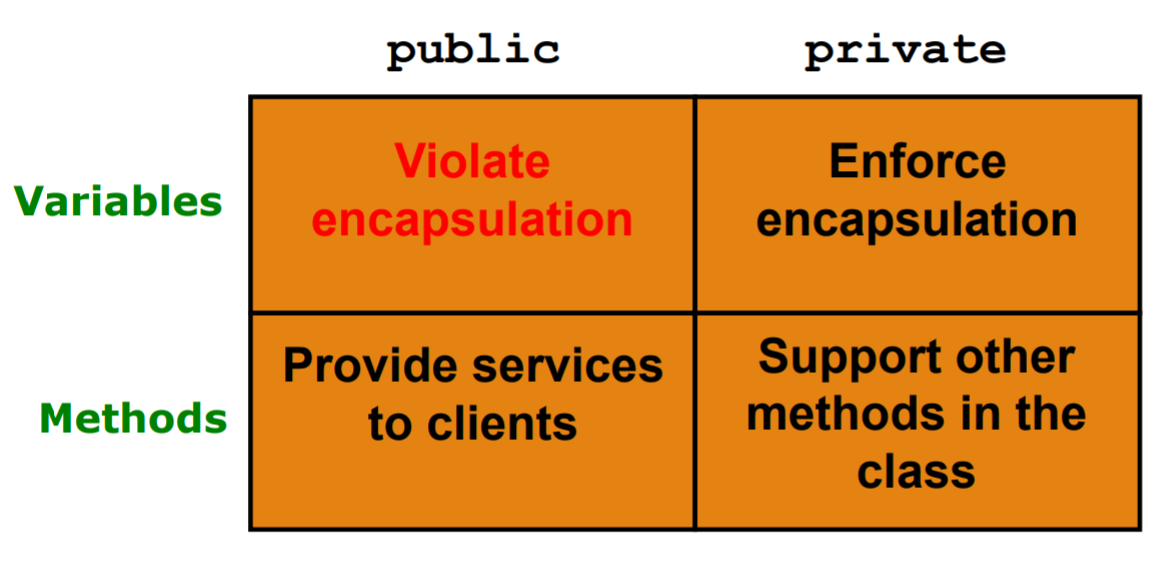 public private
Variables
Violate
encapsulation
Enforce
encapsulation
Methods
Provide services
to clients
Support other
methods in the
class